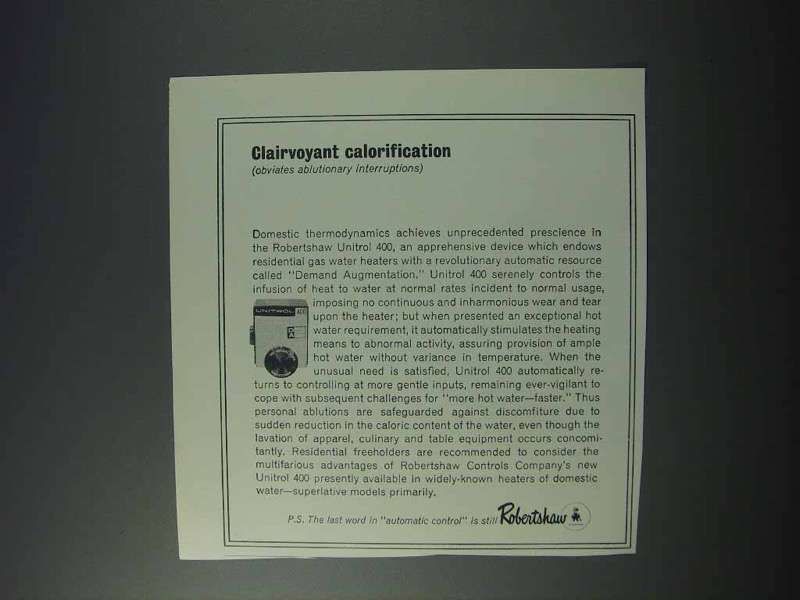 Clairvoyant calorification
(obviates ablutionary interruptions)
Domestic thermodynamics achieves unprecedented prescience in
the Robertshaw Unitrol 400, an apprehensive device which endows
residential gas water heaters with a revolutionary automatic resource
called "Demand Augmentation." Unitrol 400 serenely controls the
infusion of heat to water at normal rates incident to normal usage,
imposing no continuous and inharmonious wear and tear
upon the heater; but when presented an exceptional hot
water requirement, it automatically stimulates the heating
means to abnormal activity, assuring provision of ample
hot water without variance in temperature. When the
unusual need is satisfied, Unitrol 400 automatically re-
turns to controlling at more gentle inputs, remaining ever-vigilant to
cope with subsequent challenges for "more hot water—faster." Thus
personal ablutions are safeguarded against discomfiture due to
sudden reduction in the caloric content of the water, even though the
lavation of apparel, culinary and table equipment occurs concomi-
tantly. Residential freeholders are recommended to consider the
multifarious advantages of Robertshaw Controls Company's new
Unitrol 400 presently available in widely-known heaters of domestic
water—superlative models primarily.
UNITROL 400
P.S. The last word in "automatic control" is still Robertshaw